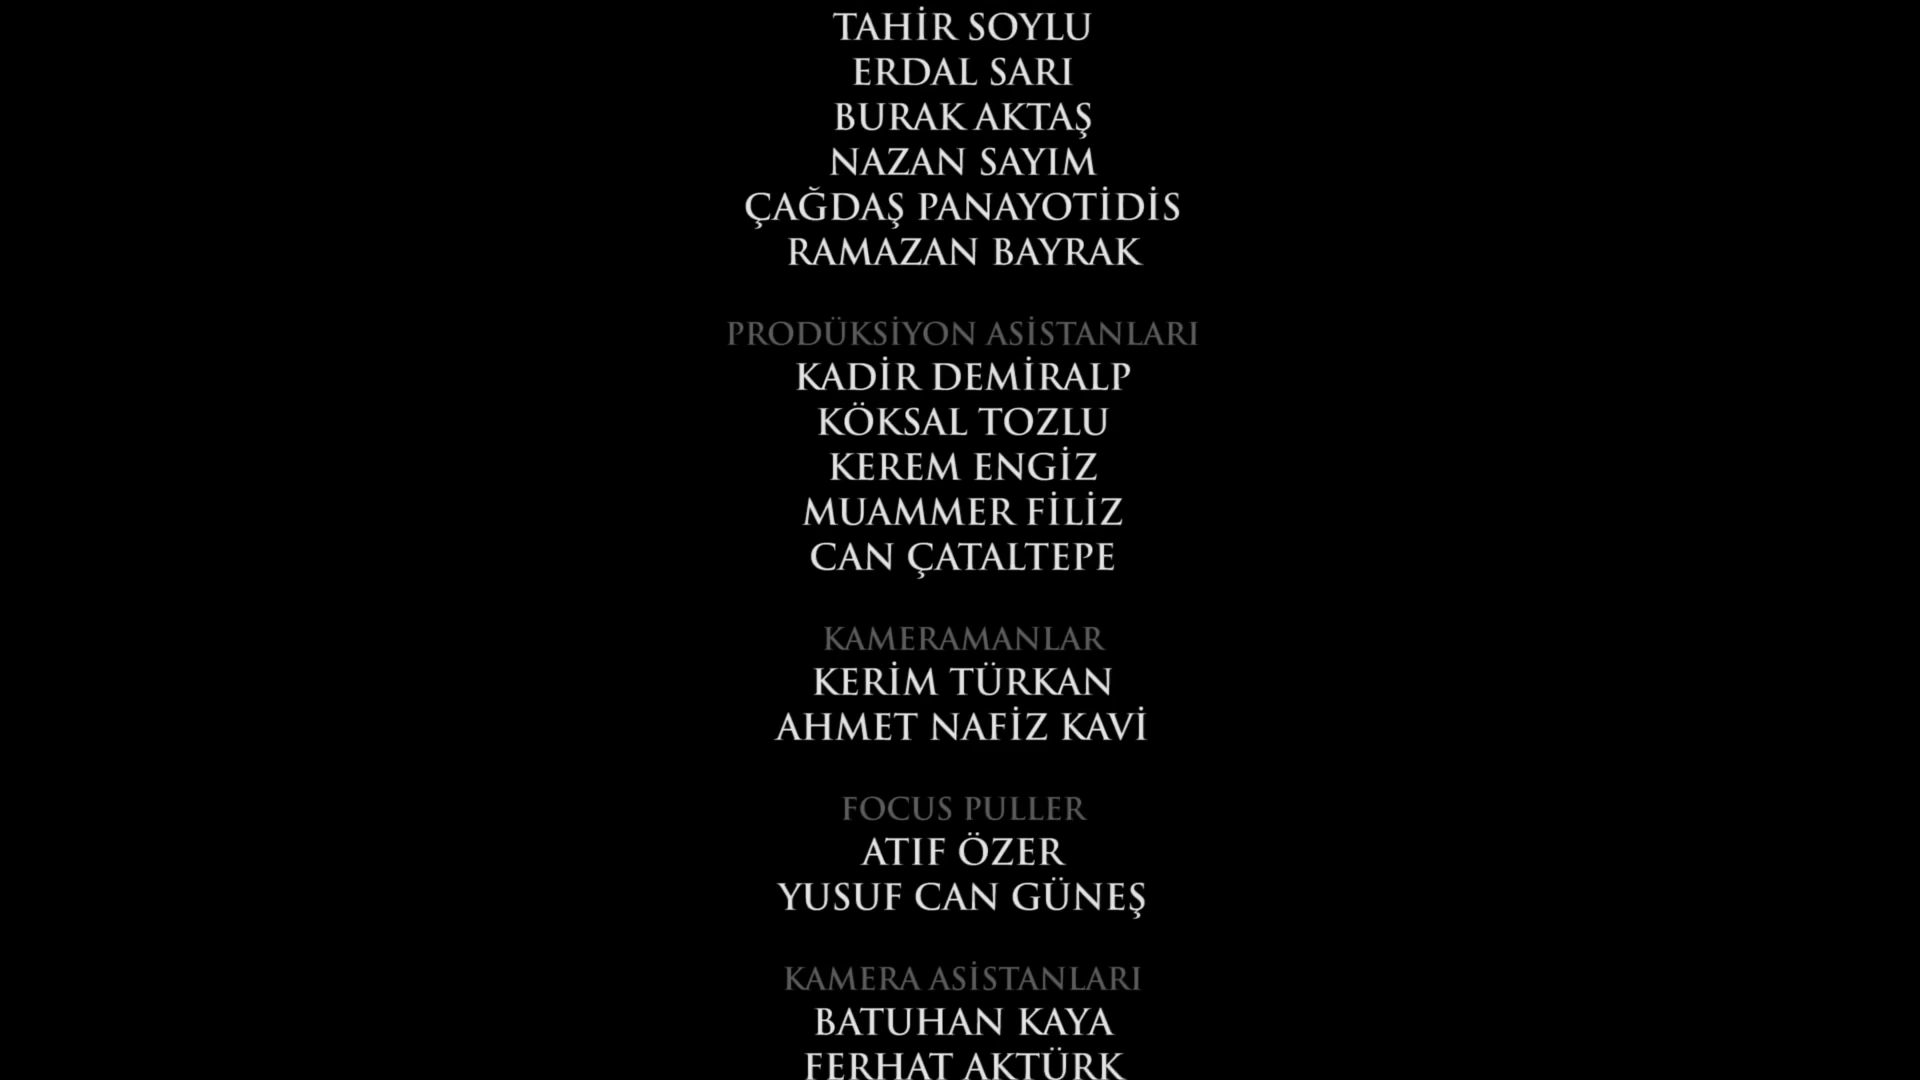 TAHİR SOYLU
ERDAL SARI
BURAK AKTAŞ
NAZAN SAYIM
ÇAĞDAŞ PANAYOTİDİS
RAMAZAN BAYRAK
PRODÜKSİYON ASİSTANLARI
KADİR DEMİRALP
KÖKSAL TOZLU
KEREM ENGİZ
MUAMMER FİLİZ
CAN ÇATALTEPE
KAMERAMANLAR
KERİM TÜRKAN
AHMET NAFİZ KAVİ
FOCUS PULLER
ATIF ÖZER
YUSUF CAN GÜNEŞ
KAMERA ASİSTANLARI
BATUHAN KAYA
FERHAT AKTÜRK